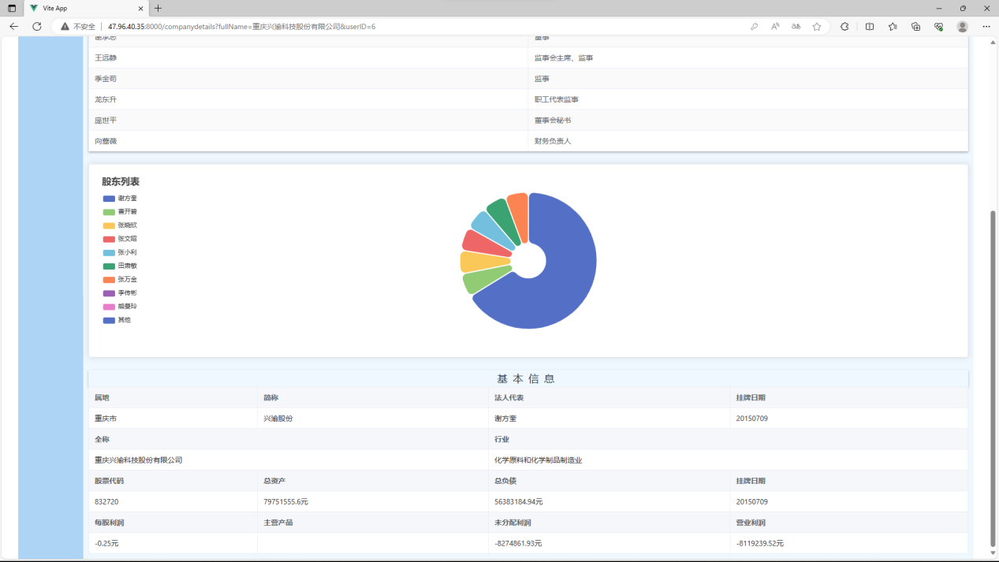 Vite App
不安全 47.96.40.35:8000/companydetails?fullName=重庆兴渝科技股份有限公司&userID=6
谢承志 董事
王远静 监事会主席、监事
季金苟 监事
龙东升 职工代表监事
庞世平 董事会秘书
向蔷薇 财务负责人
股东列表
谢方奎
曹开碧
张晓欣
张文昭
张小利
田肃敏
张万金
李传彬
熊曼玲
其他
基本信息
属地 简称 法人代表 挂牌日期
重庆市 兴渝股份 谢方奎 20150709
全称 行业
重庆兴渝科技股份有限公司 化学原料和化学制品制造业
股票代码 总资产 总负债 挂牌日期
832720 79751555.6元 56383184.94元 20150709
每股利润 主营产品 未分配利润 营业利润
-0.25元 -8274861.93元 -8119239.52元